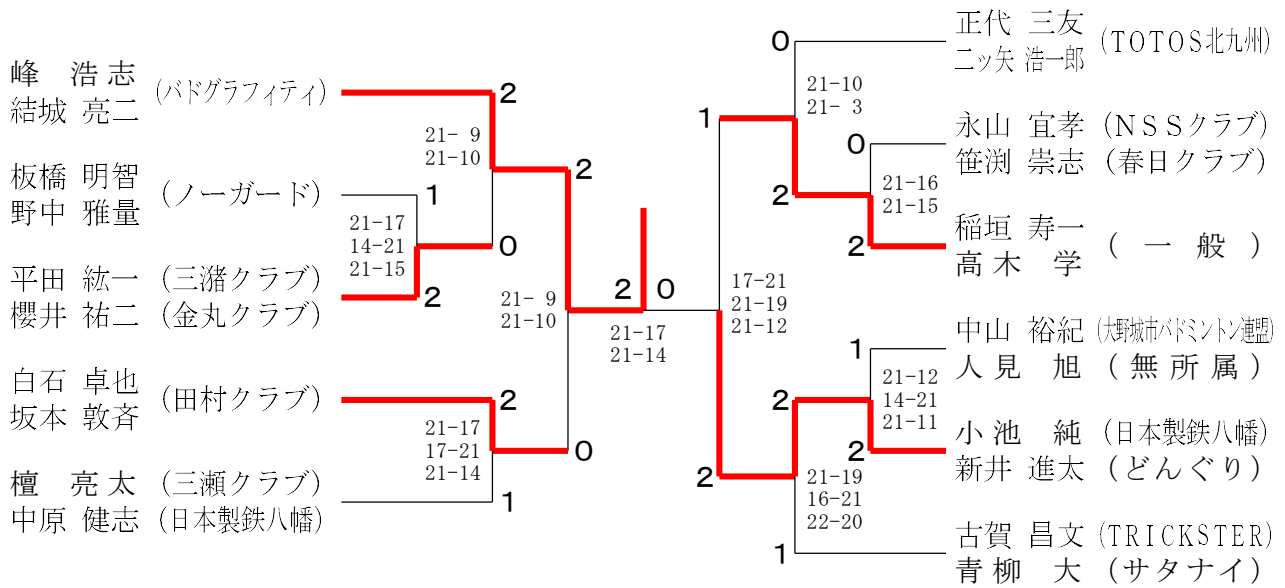 峰 浩志 (バドグラフィティ)
結城 亮二
2
21- 9
21-10
板橋 明智 (ノーガード)
野中 雅量
1
21-17
14-21
21-15
0
平田 紘一 (三潴クラブ)
櫻井 祐二 (金丸クラブ)
2
2
21- 9
21-10
白石 卓也 (田村クラブ)
坂本 敦斉
2
21-17
17-21
21-14
0
檀 亮太 (三瀬クラブ)
中原 健志 (日本製鉄八幡)
1
2 0
21-17
21-14
正代 三友 (TOTOS北九州)
二ッ矢 浩一郎
0
21-10
21- 3
1
永山 宜孝 (NSSクラブ)
笹渕 崇志 (春日クラブ)
0
21-16
21-15
2
稲垣 寿一 (一般)
高木 学
2
17-21
21-19
21-12
中山 裕紀 (大野城市バドミントン連盟)
人見 旭 (無所属)
1
21-12
14-21
21-11
2
小池 純 (日本製鉄八幡)
新井 進太 (どんぐり)
2
2
21-19
16-21
22-20
古賀 昌文 (TRICKSTER)
青柳 大 (サタナイ)
1